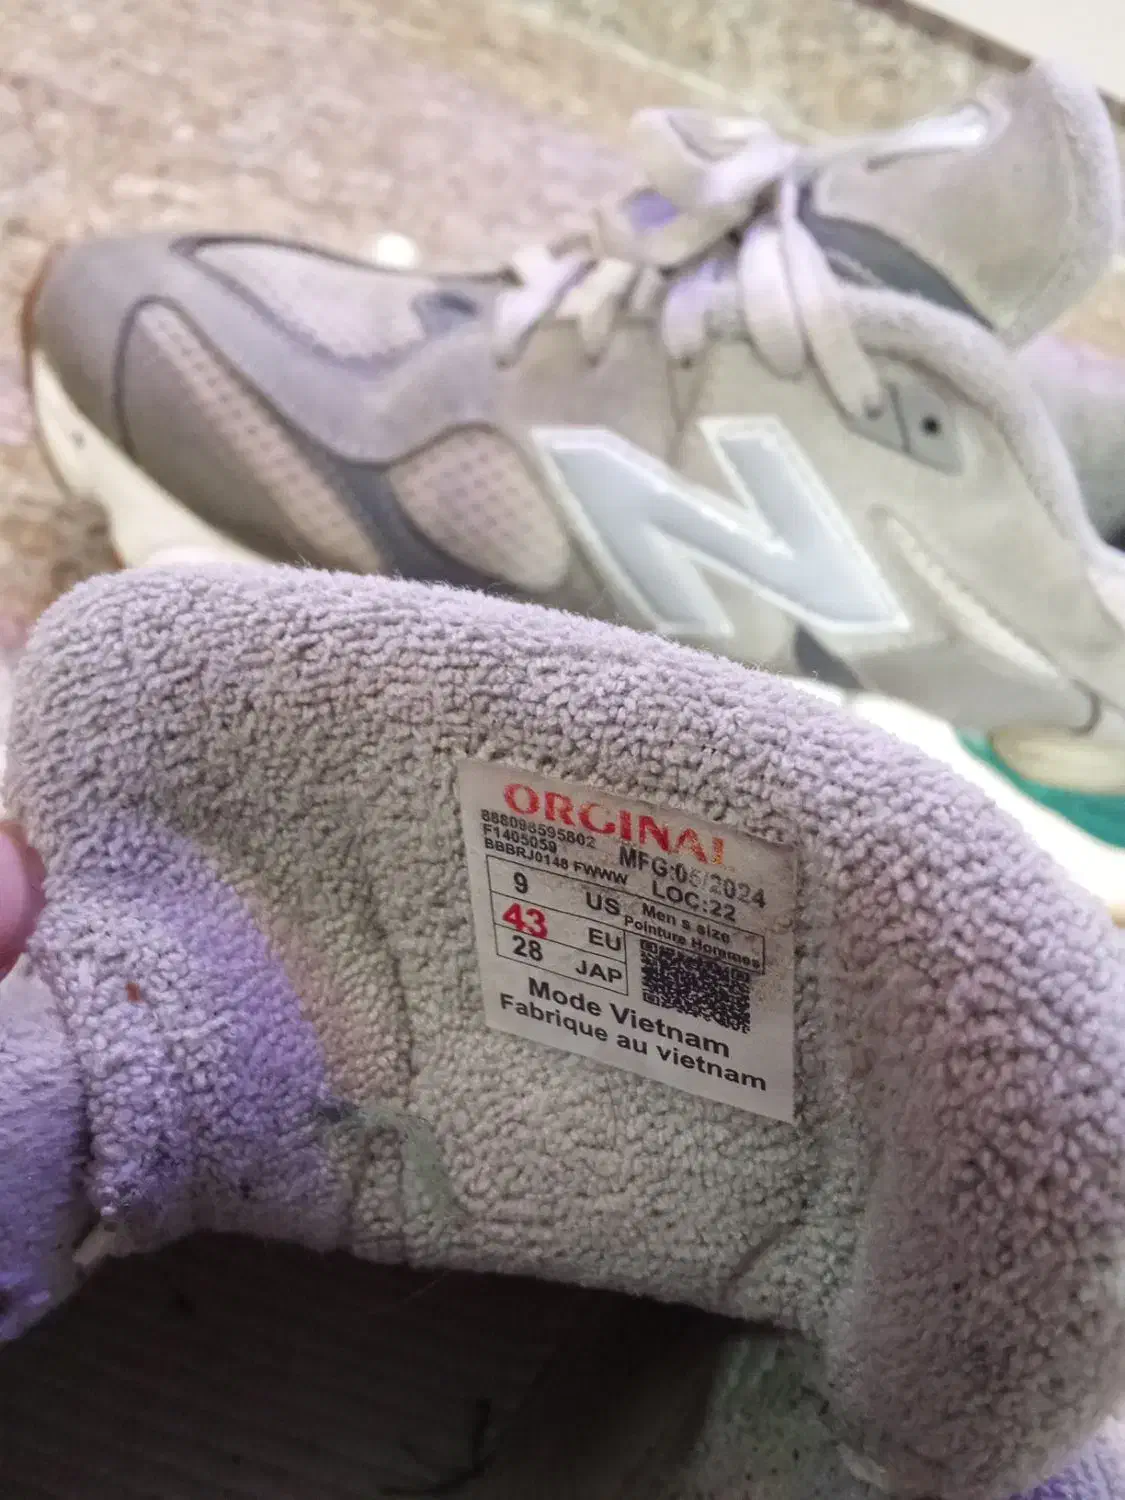 N
ORGINAL
888098595802
F1405059
MFG:05/2024
BBBRJ0148 FWWW
LOC:22
9 US
Men s size
Pointure Hommes
43 EU
28 JAP
Mode Vietnam
Fabrique au vietnam